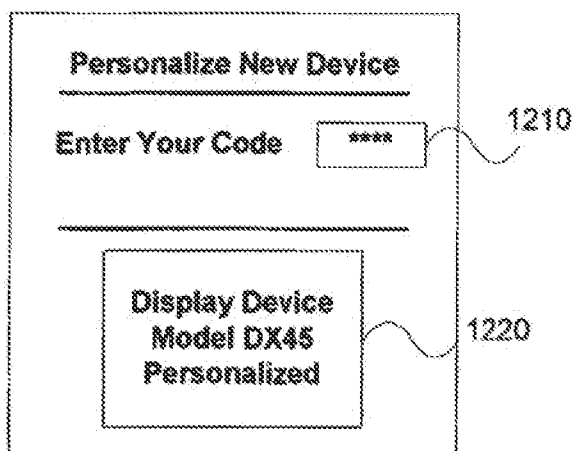 Personalize New Device
Enter Your Code **** 1210
Display Device
Model DX45 1220
Personalized